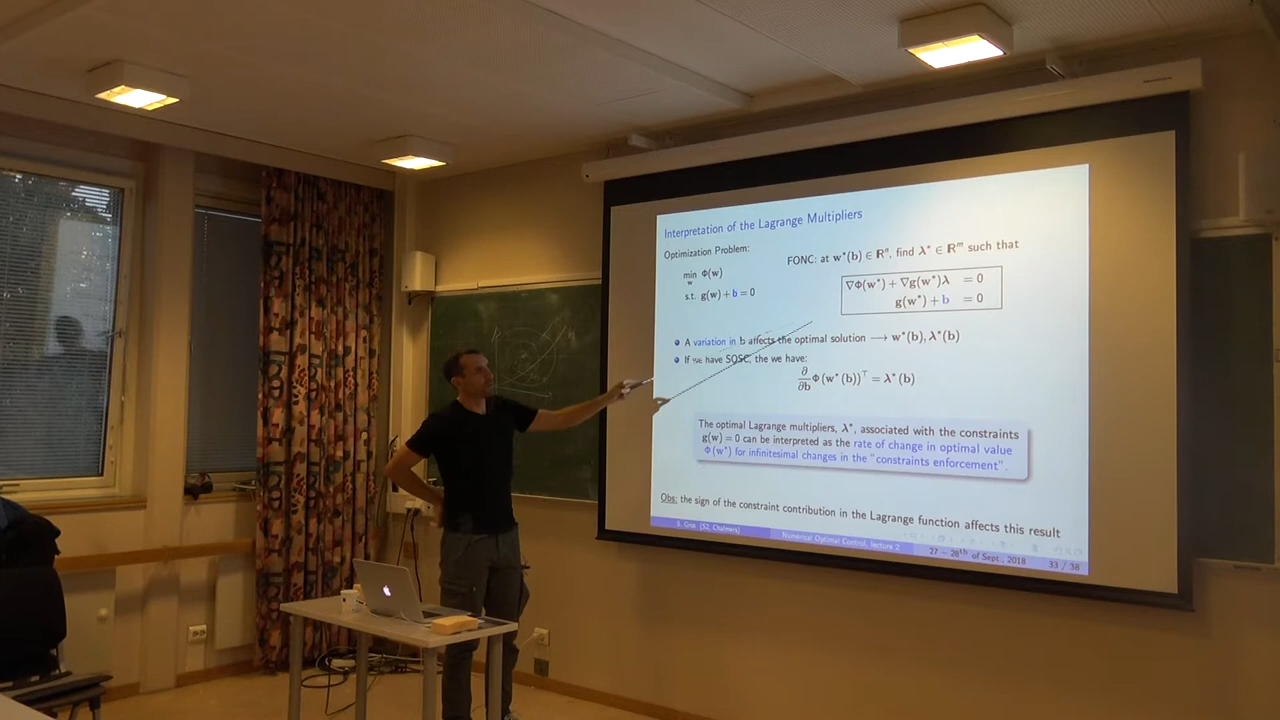 Interpretation of the Lagrange Multipliers
Optimization Problem:
min Φ(w)
w
s.t. g(w) + b = 0
FONC: at w*(b) ∈ R^n, find λ* ∈ R^m such that
∇Φ(w*) + ∇g(w*)λ = 0
g(w*) + b = 0
A variation in b affects the optimal solution ⟶ w*(b), λ*(b)
If we have SOSC, the we have:
∂/∂b Φ(w*(b))^⊤ = λ*(b)
The optimal Lagrange multipliers, λ*, associated with the constraints
g(w) = 0 can be interpreted as the rate of change in optimal value
Φ(w*) for infinitesimal changes in the "constraints enforcement".
Obs: the sign of the constraint contribution in the Lagrange function affects this result
S. Gros (S2, Chalmers)
Numerical Optimal Control, lecture 2
27 – 28th of Sept., 2018
33 / 38